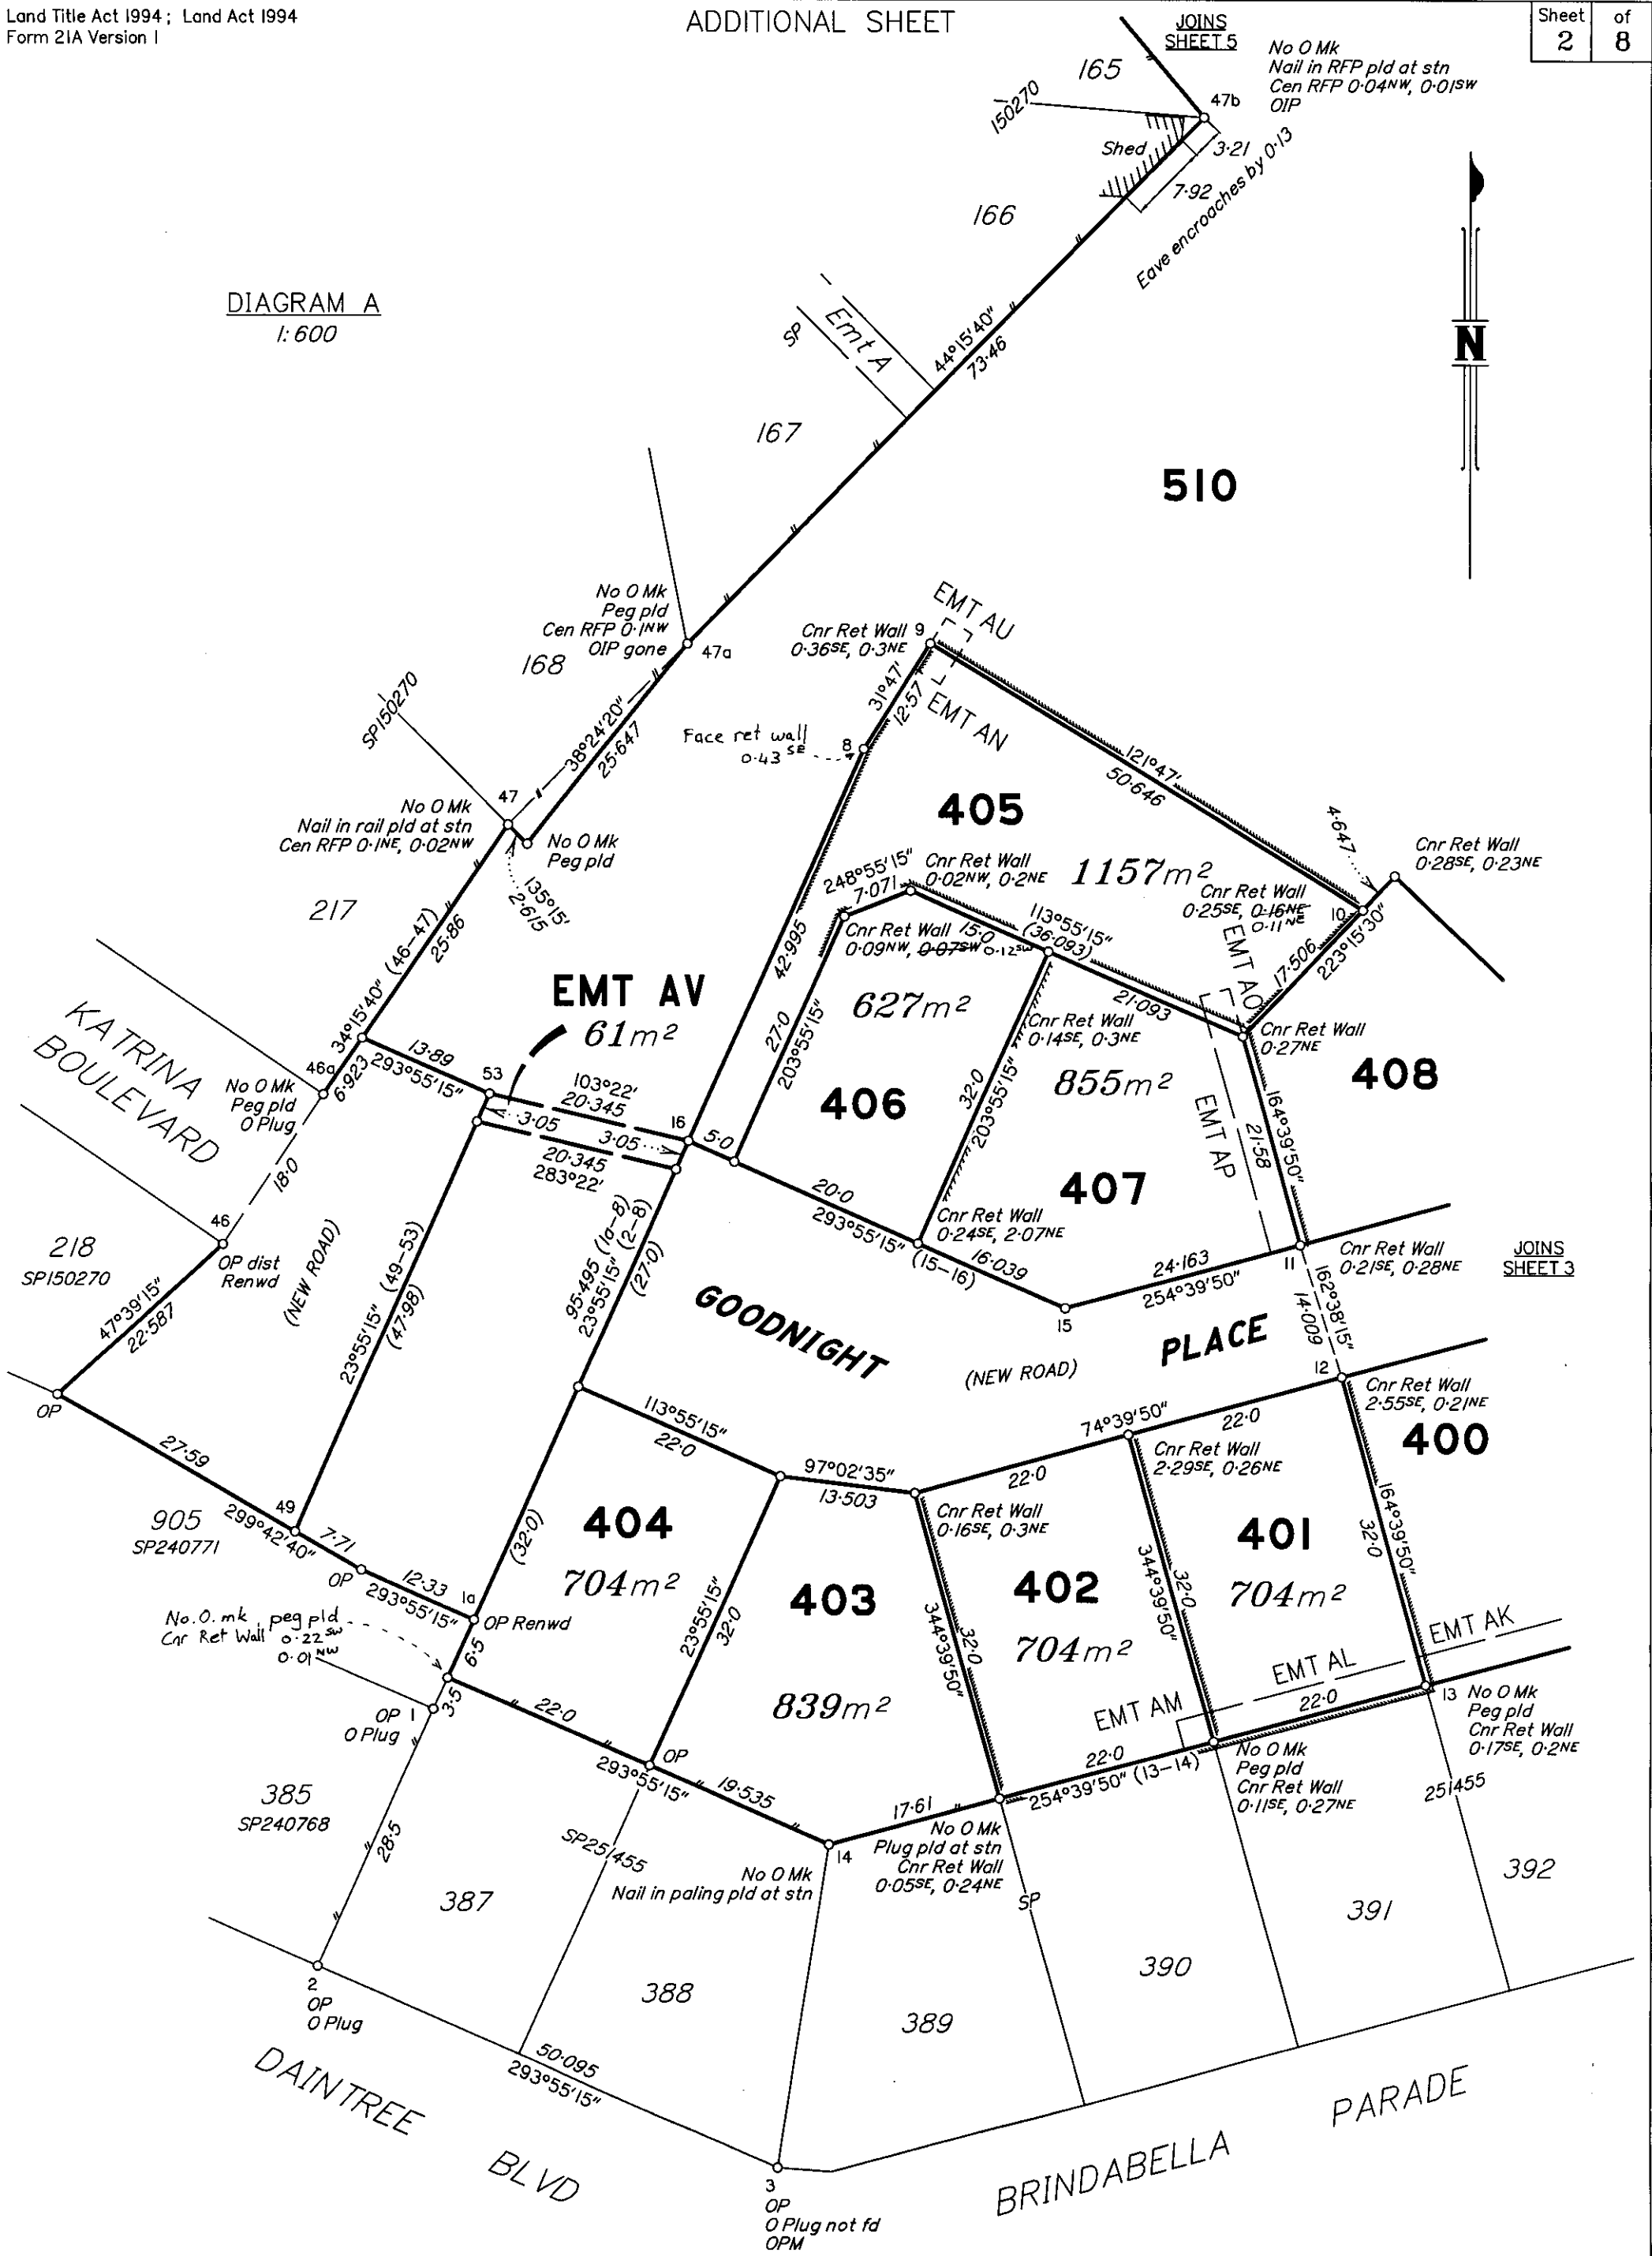 Land Title Act 1994; Land Act 1994
Form 21A Version 1
ADDITIONAL SHEET
Sheet of
2 8
JOINS
SHEET 5
No O Mk
Nail in RFP pld at stn
Cen RFP 0·04NW, 0·01SW
OIP
165
47b
150270
Shed
3·21
7·92
Eave encroaches by 0·13
166
DIAGRAM A
1:600
SP
Emt A
44°15'40"
73·46
N
167
510
No O Mk
Peg pld
Cen RFP 0·1NW
OIP gone
47a
168
SP150270
38°24'20"
25·647
Cnr Ret Wall 9
0·36SE, 0·3NE
EMT AU
31°47'
12·57
EMT AN
Face ret wall
0·43 SE
8
121°47'
50·646
405
1157m²
47
No O Mk
Nail in rail pld at stn
Cen RFP 0·1NE, 0·02NW
No O Mk
Peg pld
135°15'
2·615
4·647
Cnr Ret Wall
0·28SE, 0·23NE
248°55'15"
7·071
Cnr Ret Wall
0·02NW, 0·2NE
Cnr Ret Wall
0·25SE, 0·16NE
0·11NE
10
217
34°15'40" (46-47)
25·86
42·995
Cnr Ret Wall
0·09NW, 0·07SW 0·12SW
15·0
113°55'15"
(36·093)
EMT AO
17·506
223°15'30"
EMT AV
61m²
627m²
27·0
203°55'15"
406
21·093
Cnr Ret Wall
0·14SE, 0·3NE
Cnr Ret Wall
0·27NE
32·0
203°55'15"
855m²
408
KATRINA
BOULEVARD
46a
No O Mk
Peg pld
O Plug
6·923
13·89
293°55'15"
53
103°22'
20·345
3·05
3·05
20·345
283°22'
16
5·0
EMT AP
164°39'50"
21·58
407
18·0
46
OP dist
Renwd
218
SP150270
47°39'15"
22·587
(NEW ROAD)
23°55'15" (49-53)
(47·98)
95·495 (1a-8)
23°55'15" (2-8)
(27·0)
20·0
293°55'15" (15-16)
Cnr Ret Wall
0·24SE, 2·07NE
16·039
24·163
254°39'50"
11
Cnr Ret Wall
0·21SE, 0·28NE
JOINS
SHEET 3
15
GOODNIGHT
PLACE
(NEW ROAD)
162°38'15"
14·009
12
Cnr Ret Wall
2·55SE, 0·21NE
400
OP
27·59
299°42'40"
49
7·71
905
SP240771
OP
12·33
293°55'15"
1a
OP Renwd
113°55'15"
22·0
97°02'35"
13·503
74°39'50"
22·0
22·0
Cnr Ret Wall
2·29SE, 0·26NE
Cnr Ret Wall
0·16SE, 0·3NE
(32·0)
404
704m²
23°55'15"
32·0
403
839m²
344°39'50"
32·0
402
704m²
344°39'50"
32·0
401
704m²
164°39'50"
32·0
No. O. mk peg pld
Cnr Ret Wall 0·22 SW
0·01 NW
6·5
3·5
OP 1
O Plug
22·0
293°55'15"
OP
19·535
EMT AM
EMT AL
EMT AK
22·0
22·0
254°39'50" (13-14)
17·61
14
13 No O Mk
Peg pld
Cnr Ret Wall
0·17SE, 0·2NE
No O Mk
Peg pld
Cnr Ret Wall
0·11SE, 0·27NE
No O Mk
Plug pld at stn
Cnr Ret Wall
0·05SE, 0·24NE
No O Mk
Nail in paling pld at stn
385
SP240768
28·5
SP251455
SP
251455
387
388
389
390
391
392
2
OP
O Plug
50·095
293°55'15"
DAINTREE
BLVD
3
OP
O Plug not fd
OPM
BRINDABELLA
PARADE